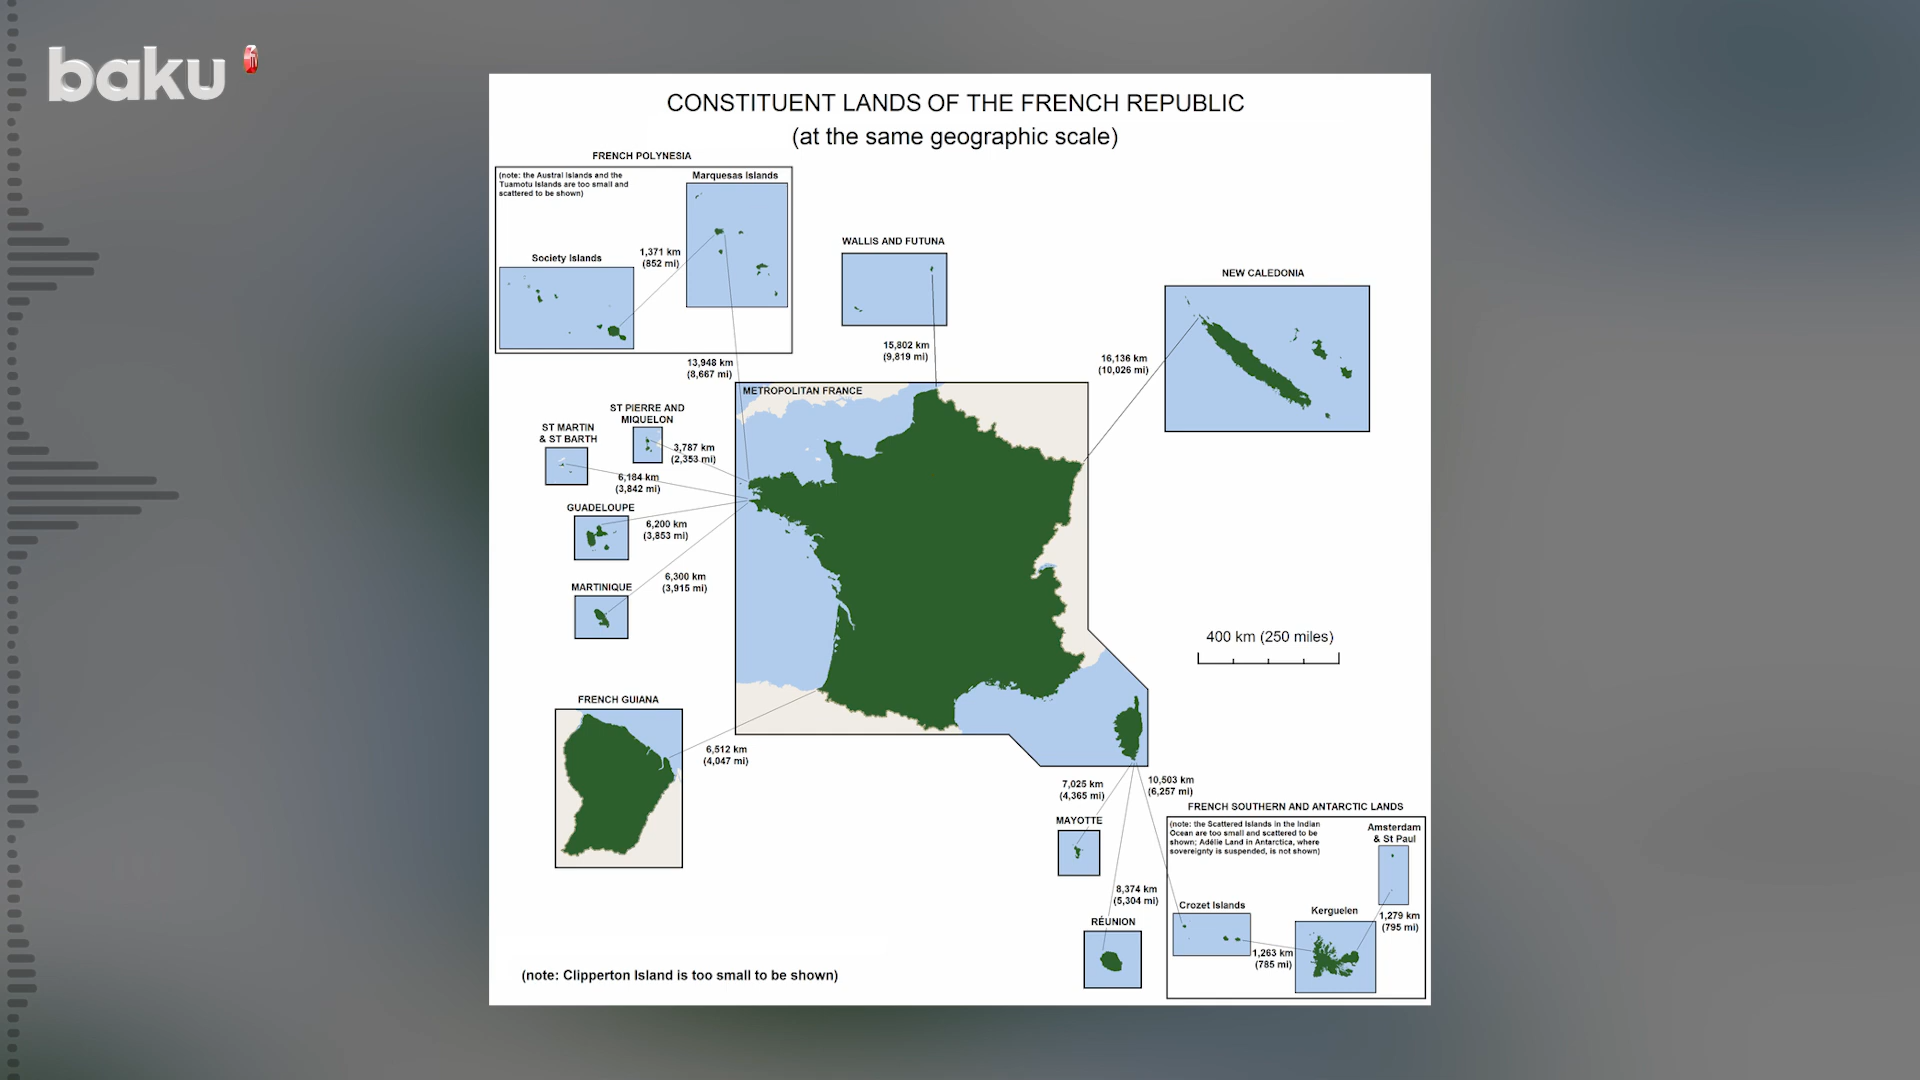 baku
CONSTITUENT LANDS OF THE FRENCH REPUBLIC
(at the same geographic scale)
FRENCH POLYNESIA
(note: the Austral Islands and the
Tuamotu Islands are too small and
scattered to be shown)
Marquesas Islands
Society Islands
1,371 km
(852 mi)
WALLIS AND FUTUNA
NEW CALEDONIA
15,802 km
(9,819 mi)
13,948 km
(8,667 mi)
16,136 km
(10,026 mi)
METROPOLITAN FRANCE
ST PIERRE AND
MIQUELON
ST MARTIN
& ST BARTH
3,787 km
(2,353 mi)
6,184 km
(3,842 mi)
GUADELOUPE
6,200 km
(3,853 mi)
MARTINIQUE
6,300 km
(3,915 mi)
400 km (250 miles)
FRENCH GUIANA
6,512 km
(4,047 mi)
7,025 km
(4,365 mi)
10,503 km
(6,257 mi)
MAYOTTE
FRENCH SOUTHERN AND ANTARCTIC LANDS
(note: the Scattered Islands in the Indian
Ocean are too small and scattered to be
shown; Adélie Land in Antarctica, where
sovereignty is suspended, is not shown)
Amsterdam
& St Paul
8,374 km
(5,304 mi)
RÉUNION
Crozet Islands
Kerguelen
1,279 km
(795 mi)
1,263 km
(785 mi)
(note: Clipperton Island is too small to be shown)